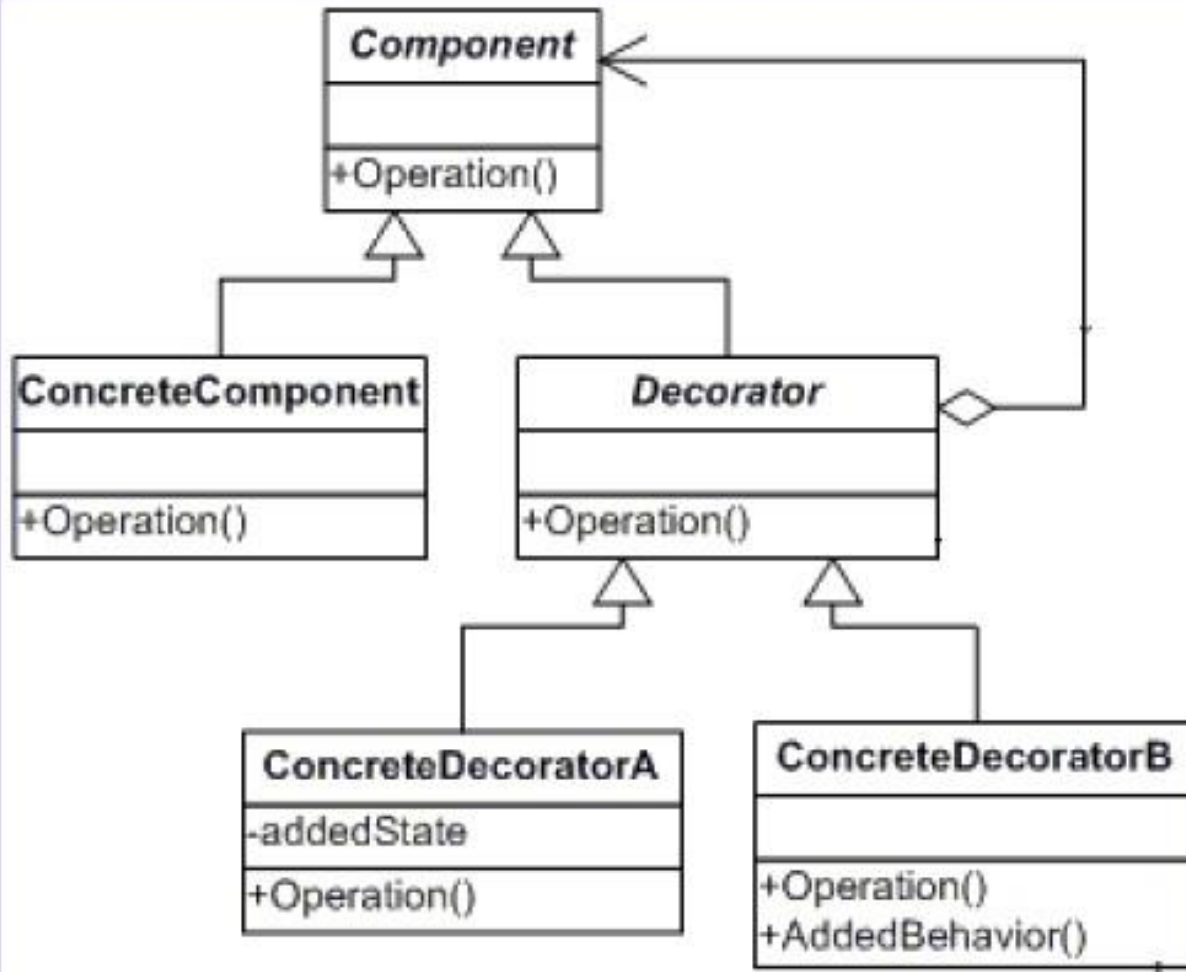 Component
+Operation()
ConcreteComponent
+Operation()
Decorator
+Operation()
ConcreteDecoratorA
-addedState
+Operation()
ConcreteDecoratorB
+Operation()
+AddedBehavior()